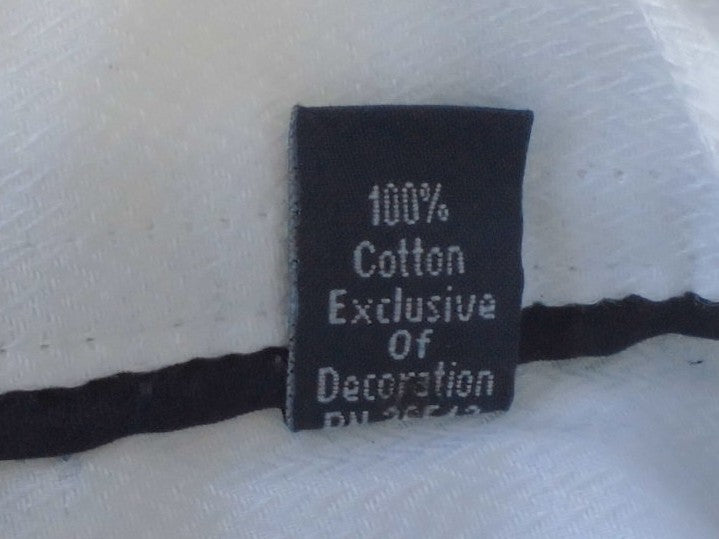 100%
Cotton
Exclusive
Of
Decoration